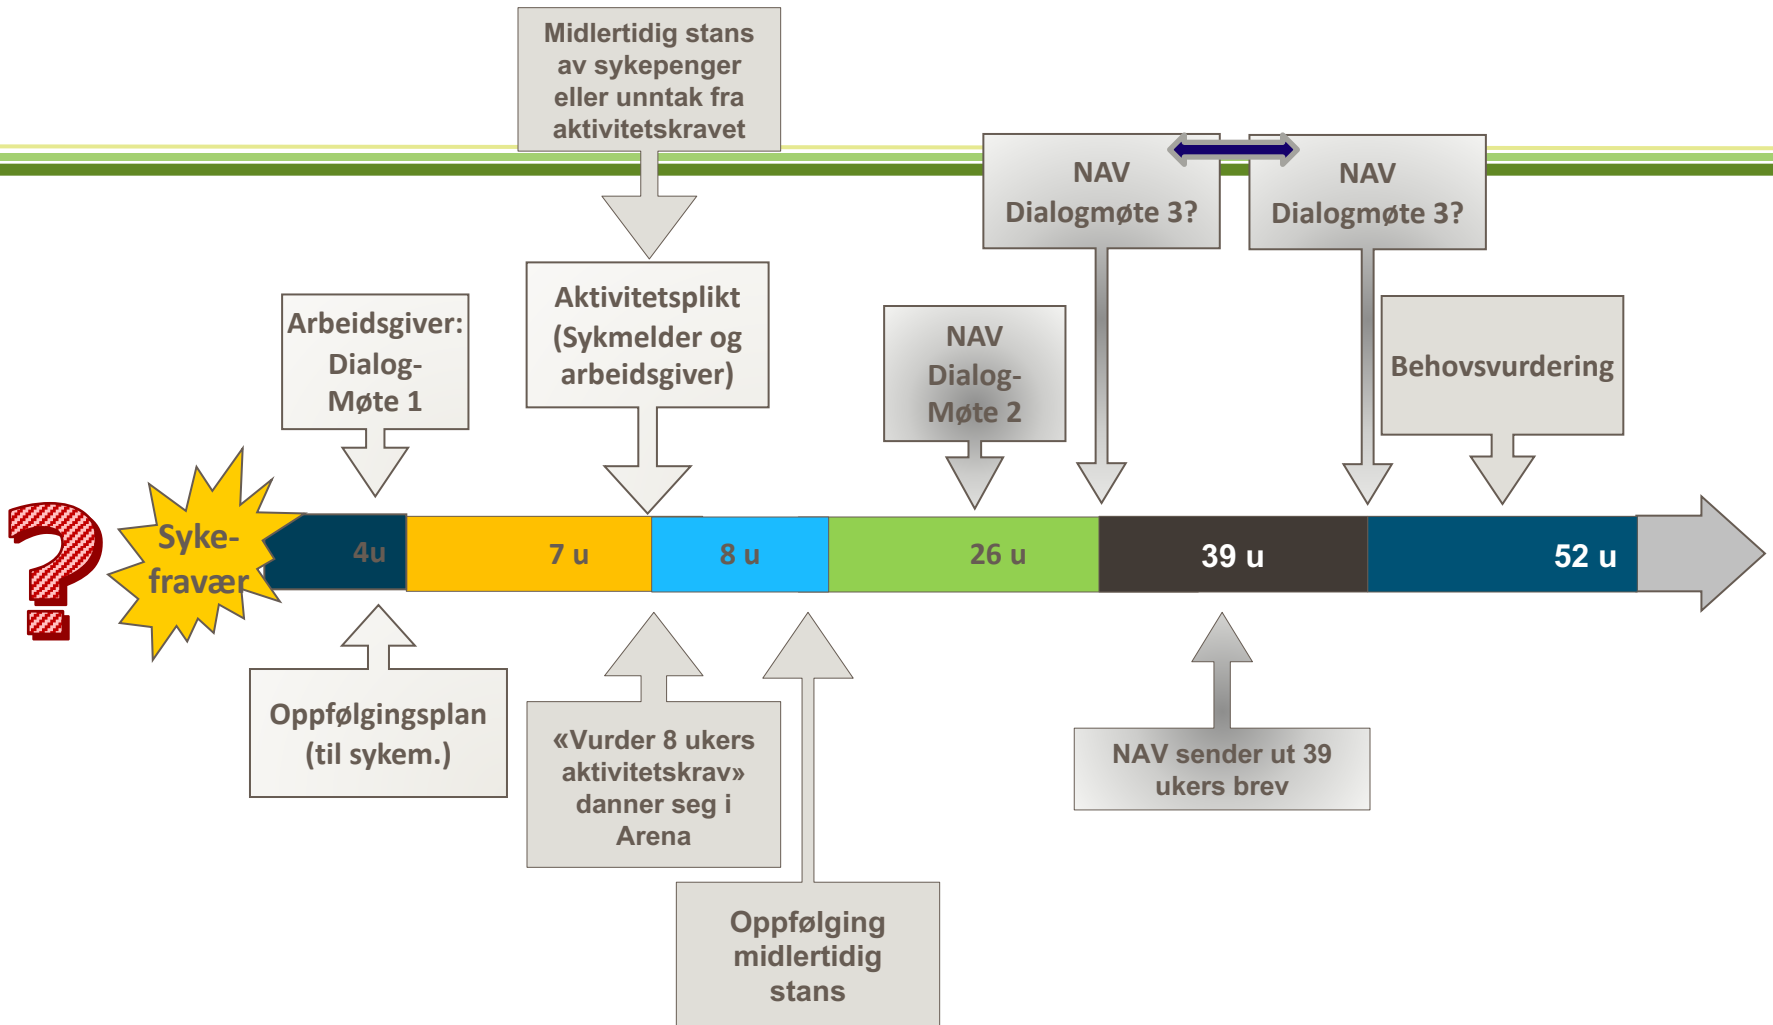 Midlertidig stans
av sykepenger
eller unntak fra
aktivitetskravet
NAV
Dialogmøte 3?
NAV
Dialogmøte 3?
Arbeidsgiver:
Dialog-
Møte 1
Aktivitetsplikt
(Sykmelder og
arbeidsgiver)
NAV
Dialog-
Møte 2
Behovsvurdering
?
Syke-
fravær
4u
7 u
8 u
26 u
39 u
52 u
Oppfølgingsplan
(til sykem.)
«Vurder 8 ukers
aktivitetskrav»
danner seg i
Arena
NAV sender ut 39
ukers brev
Oppfølging
midlertidig
stans